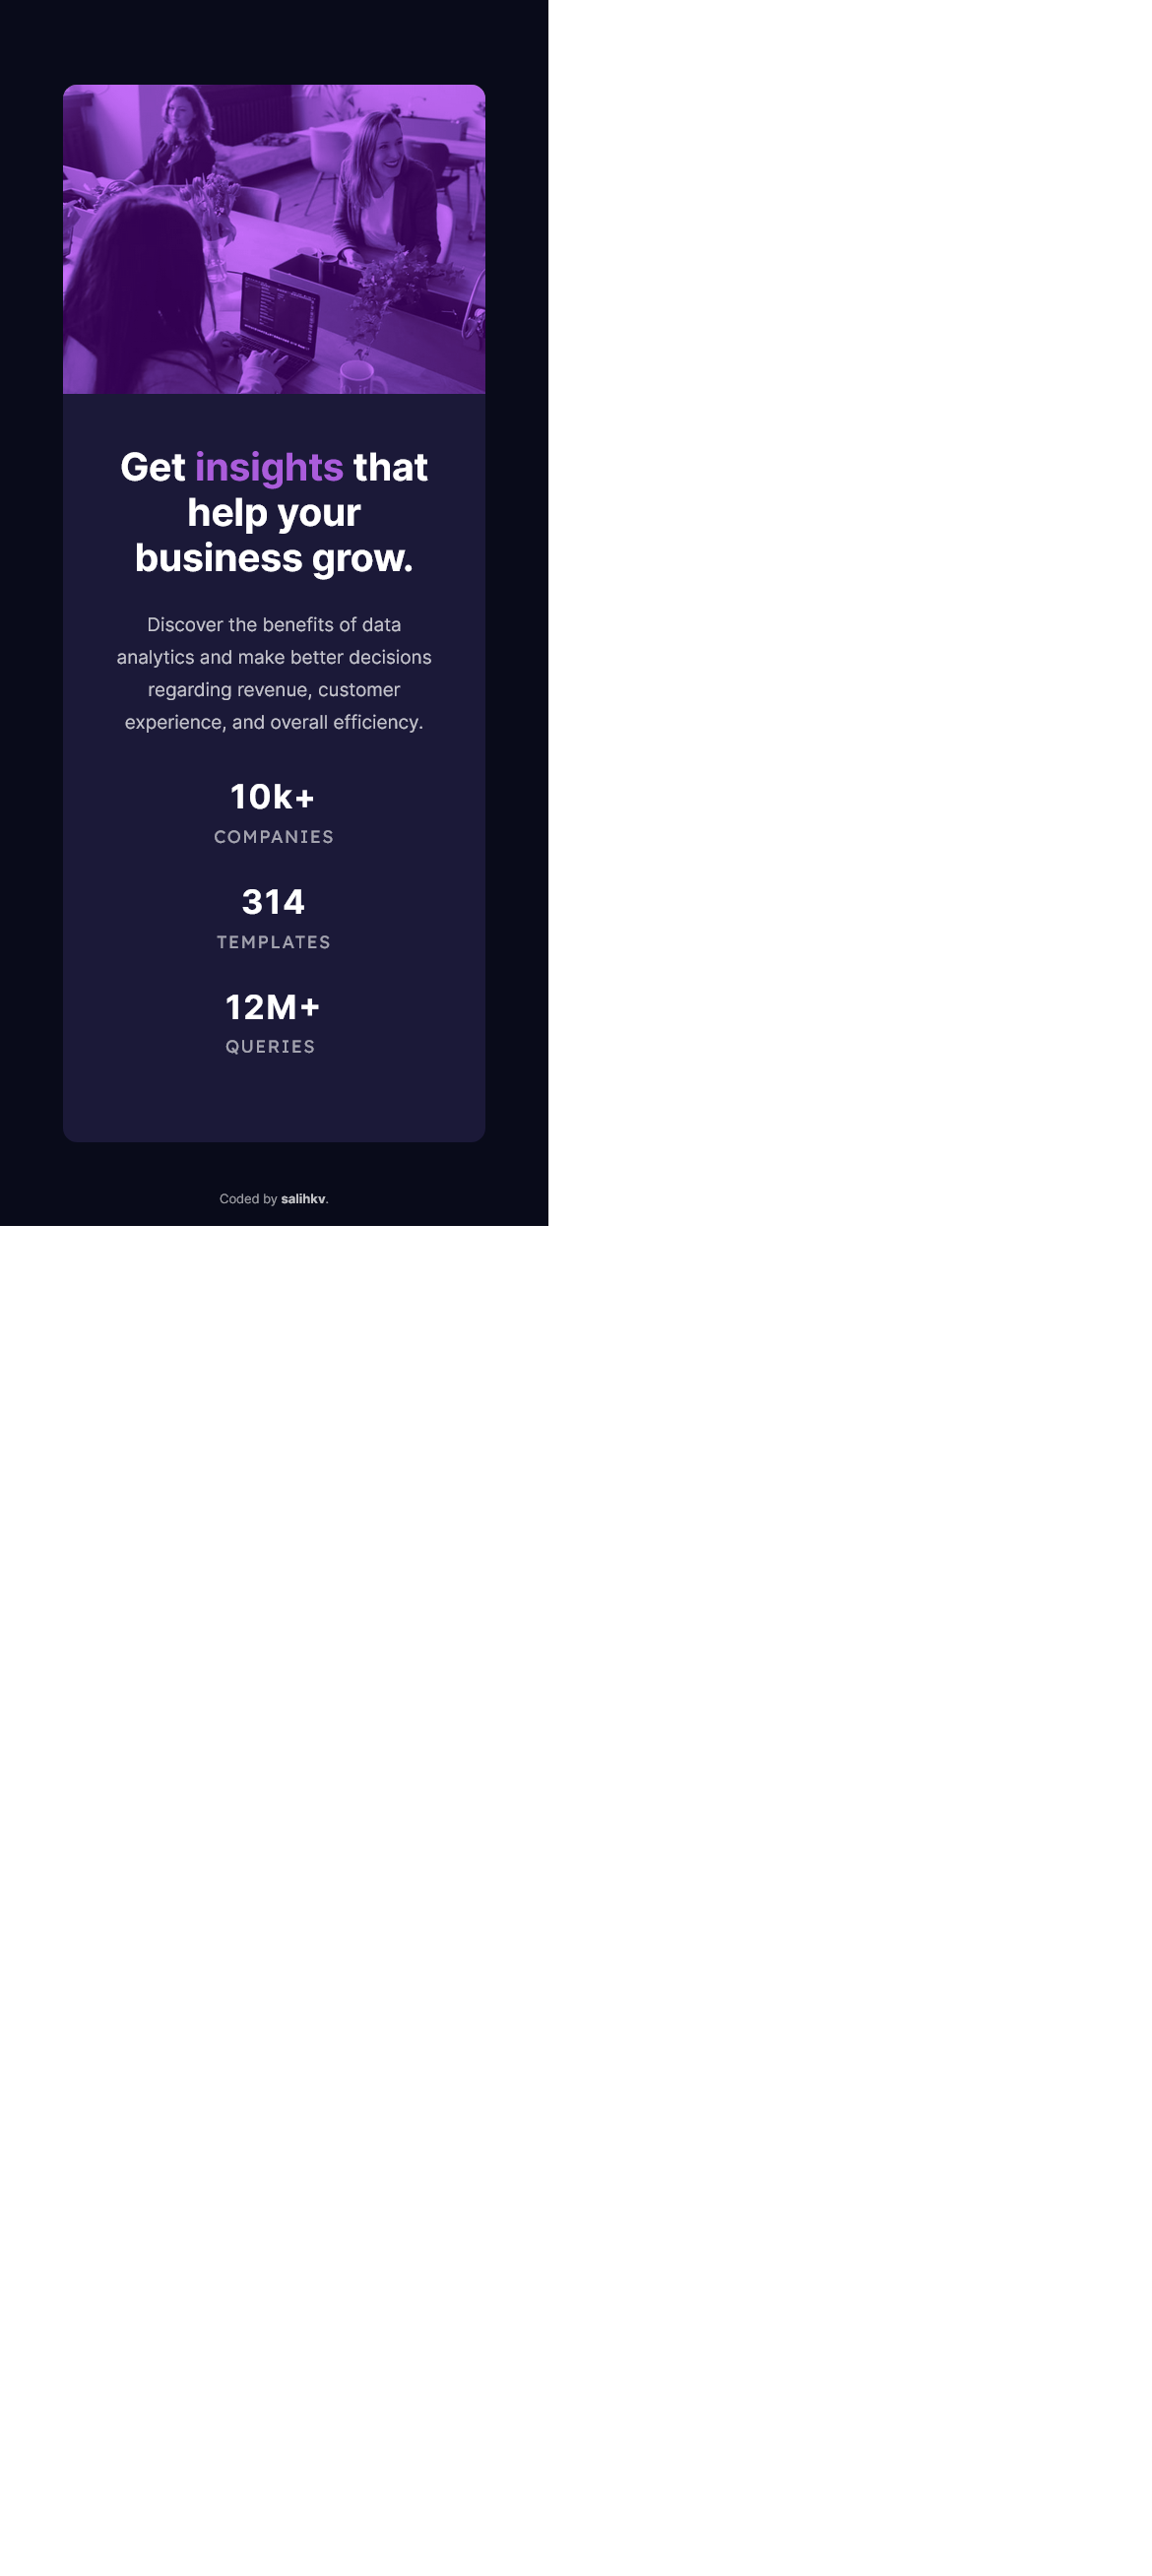 Get insights that
help your
business grow.
Discover the benefits of data
analytics and make better decisions
regarding revenue, customer
experience, and overall efficiency.
10k+
COMPANIES
314
TEMPLATES
12M+
QUERIES
Coded by salihkv.